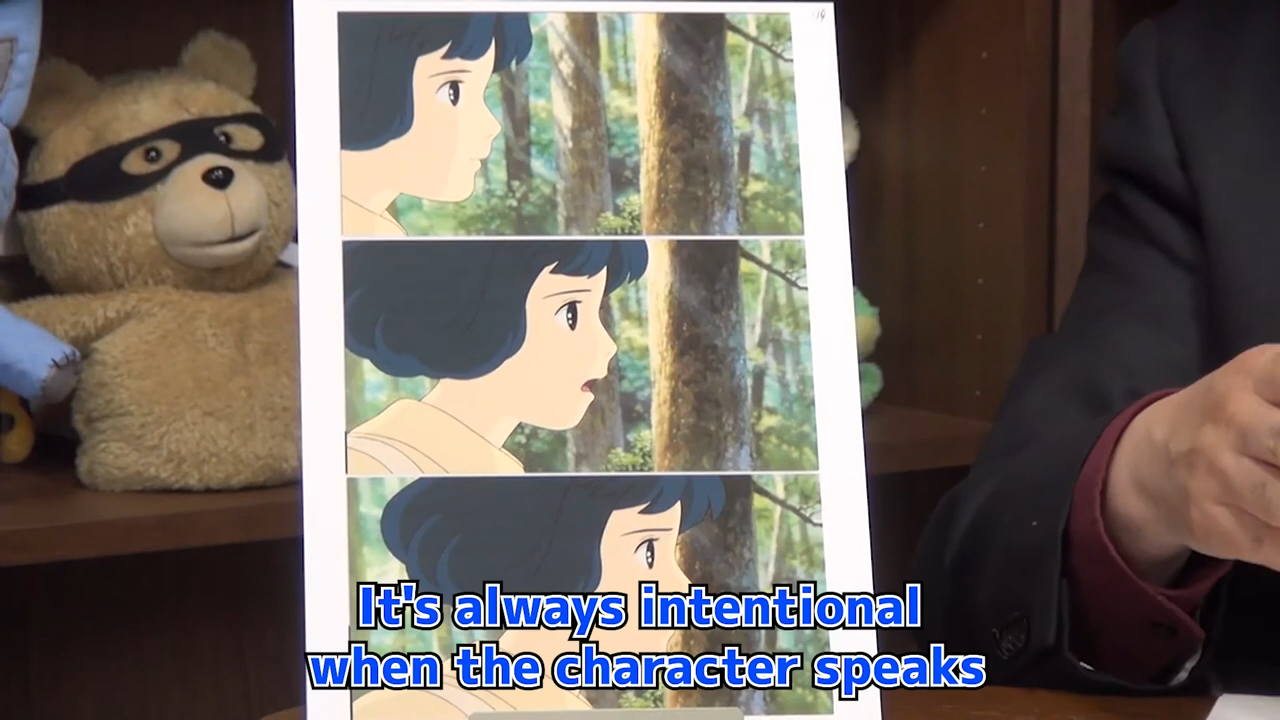 It's always intentional
when the character speaks